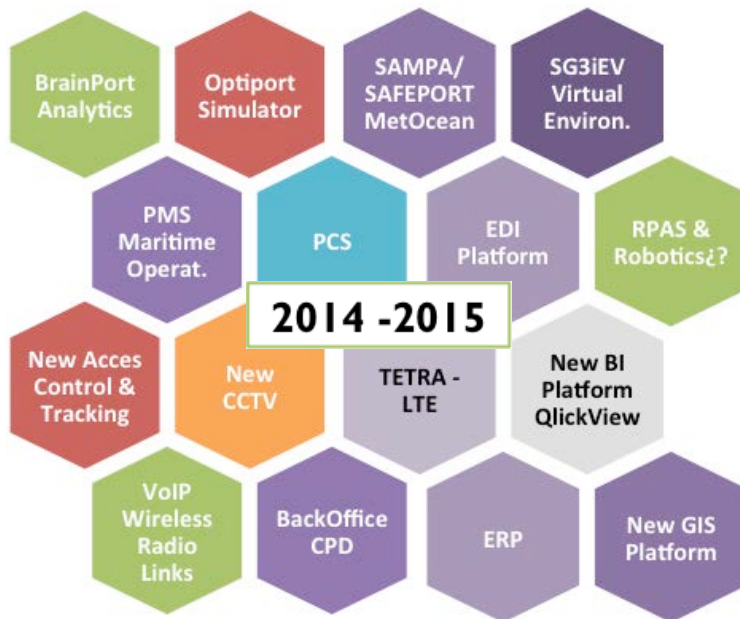 BrainPort
Analytics
Optiport
Simulator
SAMPA/
SAFEPORT
MetOcean
SG3iEV
Virtual
Environ.
PMS
Maritime
Operat.
PCS
EDI
Platform
RPAS &
Robotics¿?
2014 -2015
New Acces
Control &
Tracking
New
CCTV
TETRA -
LTE
New BI
Platform
QlickView
VoIP
Wireless
Radio
Links
BackOffice
CPD
ERP
New GIS
Platform